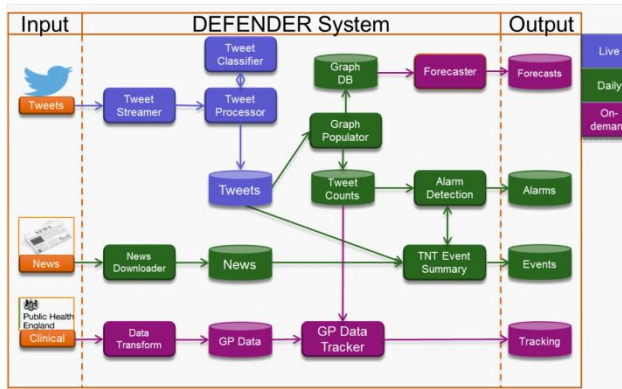 Input
DEFENDER System
Output
Tweet
Classifier
Graph
DB
Forecaster
Forecasts
Live
Daily
On-
deman
Tweets
Tweet
Streamer
Tweet
Processor
Graph
Populator
Tweets
Tweet
Counts
Alarm
Detection
Alarms
NEWS
News
News
Downloader
News
TNT Event
Summary
Events
Public Health
England
Clinical
Data
Transform
GP Data
GP Data
Tracker
Tracking